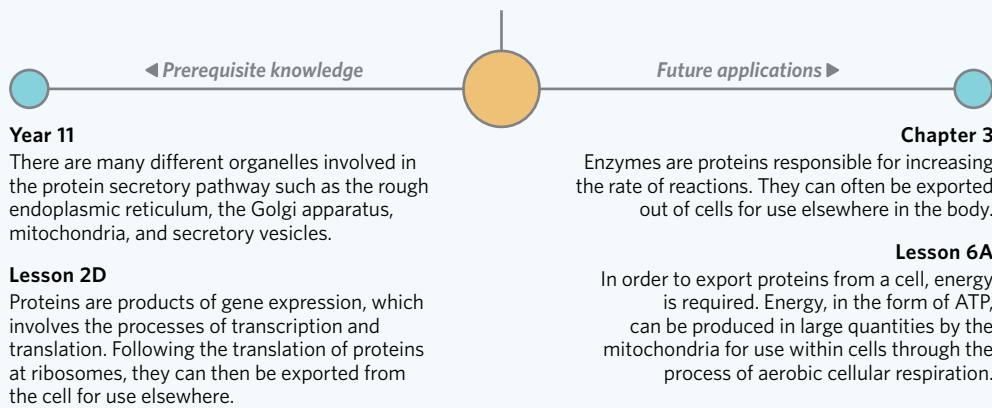 ◀ Prerequisite knowledge
Future applications ▶
Year 11
There are many different organelles involved in
the protein secretory pathway such as the rough
endoplasmic reticulum, the Golgi apparatus,
mitochondria, and secretory vesicles.
Lesson 2D
Proteins are products of gene expression, which
involves the processes of transcription and
translation. Following the translation of proteins
at ribosomes, they can then be exported from
the cell for use elsewhere.
Chapter 3
Enzymes are proteins responsible for increasing
the rate of reactions. They can often be exported
out of cells for use elsewhere in the body.
Lesson 6A
In order to export proteins from a cell, energy
is required. Energy, in the form of ATP,
can be produced in large quantities by the
mitochondria for use within cells through the
process of aerobic cellular respiration.